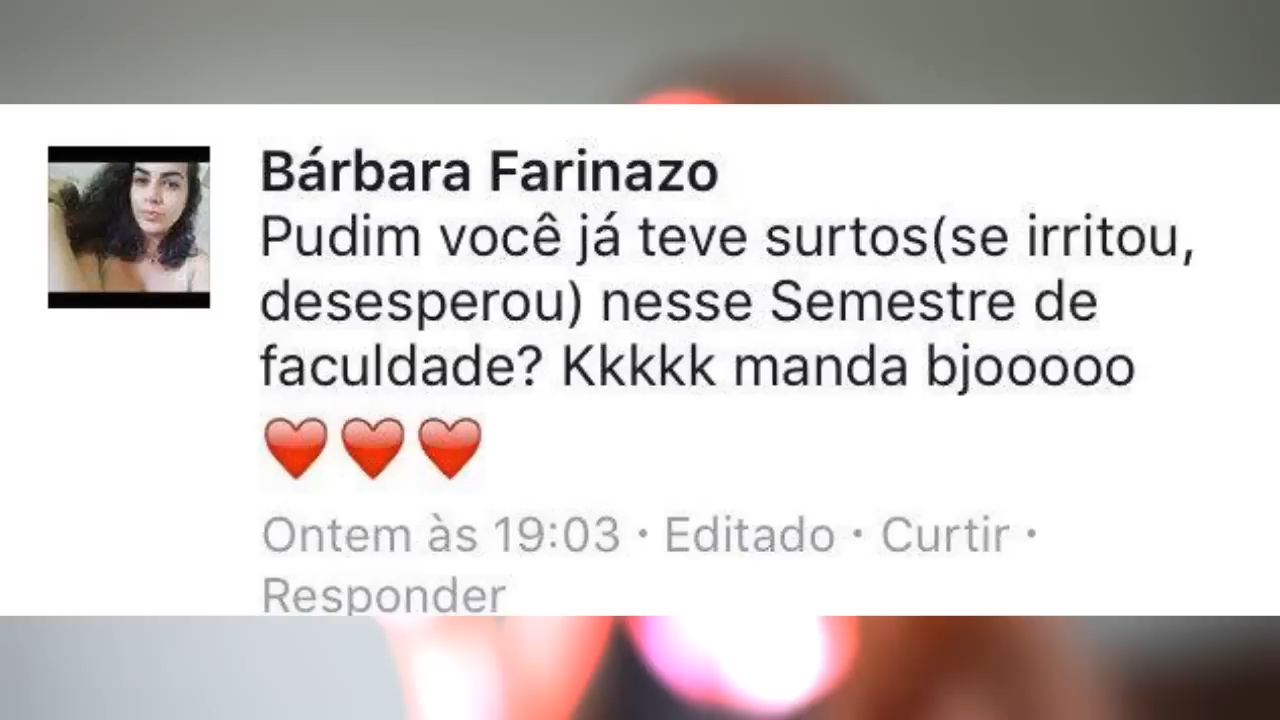 Bárbara Farinazo
Pudim você já teve surtos(se irritou,
desesperou) nesse Semestre de
faculdade? Kkkkk manda bjooooo
❤️❤️❤️
Ontem às 19:03 · Editado · Curtir ·
Responder